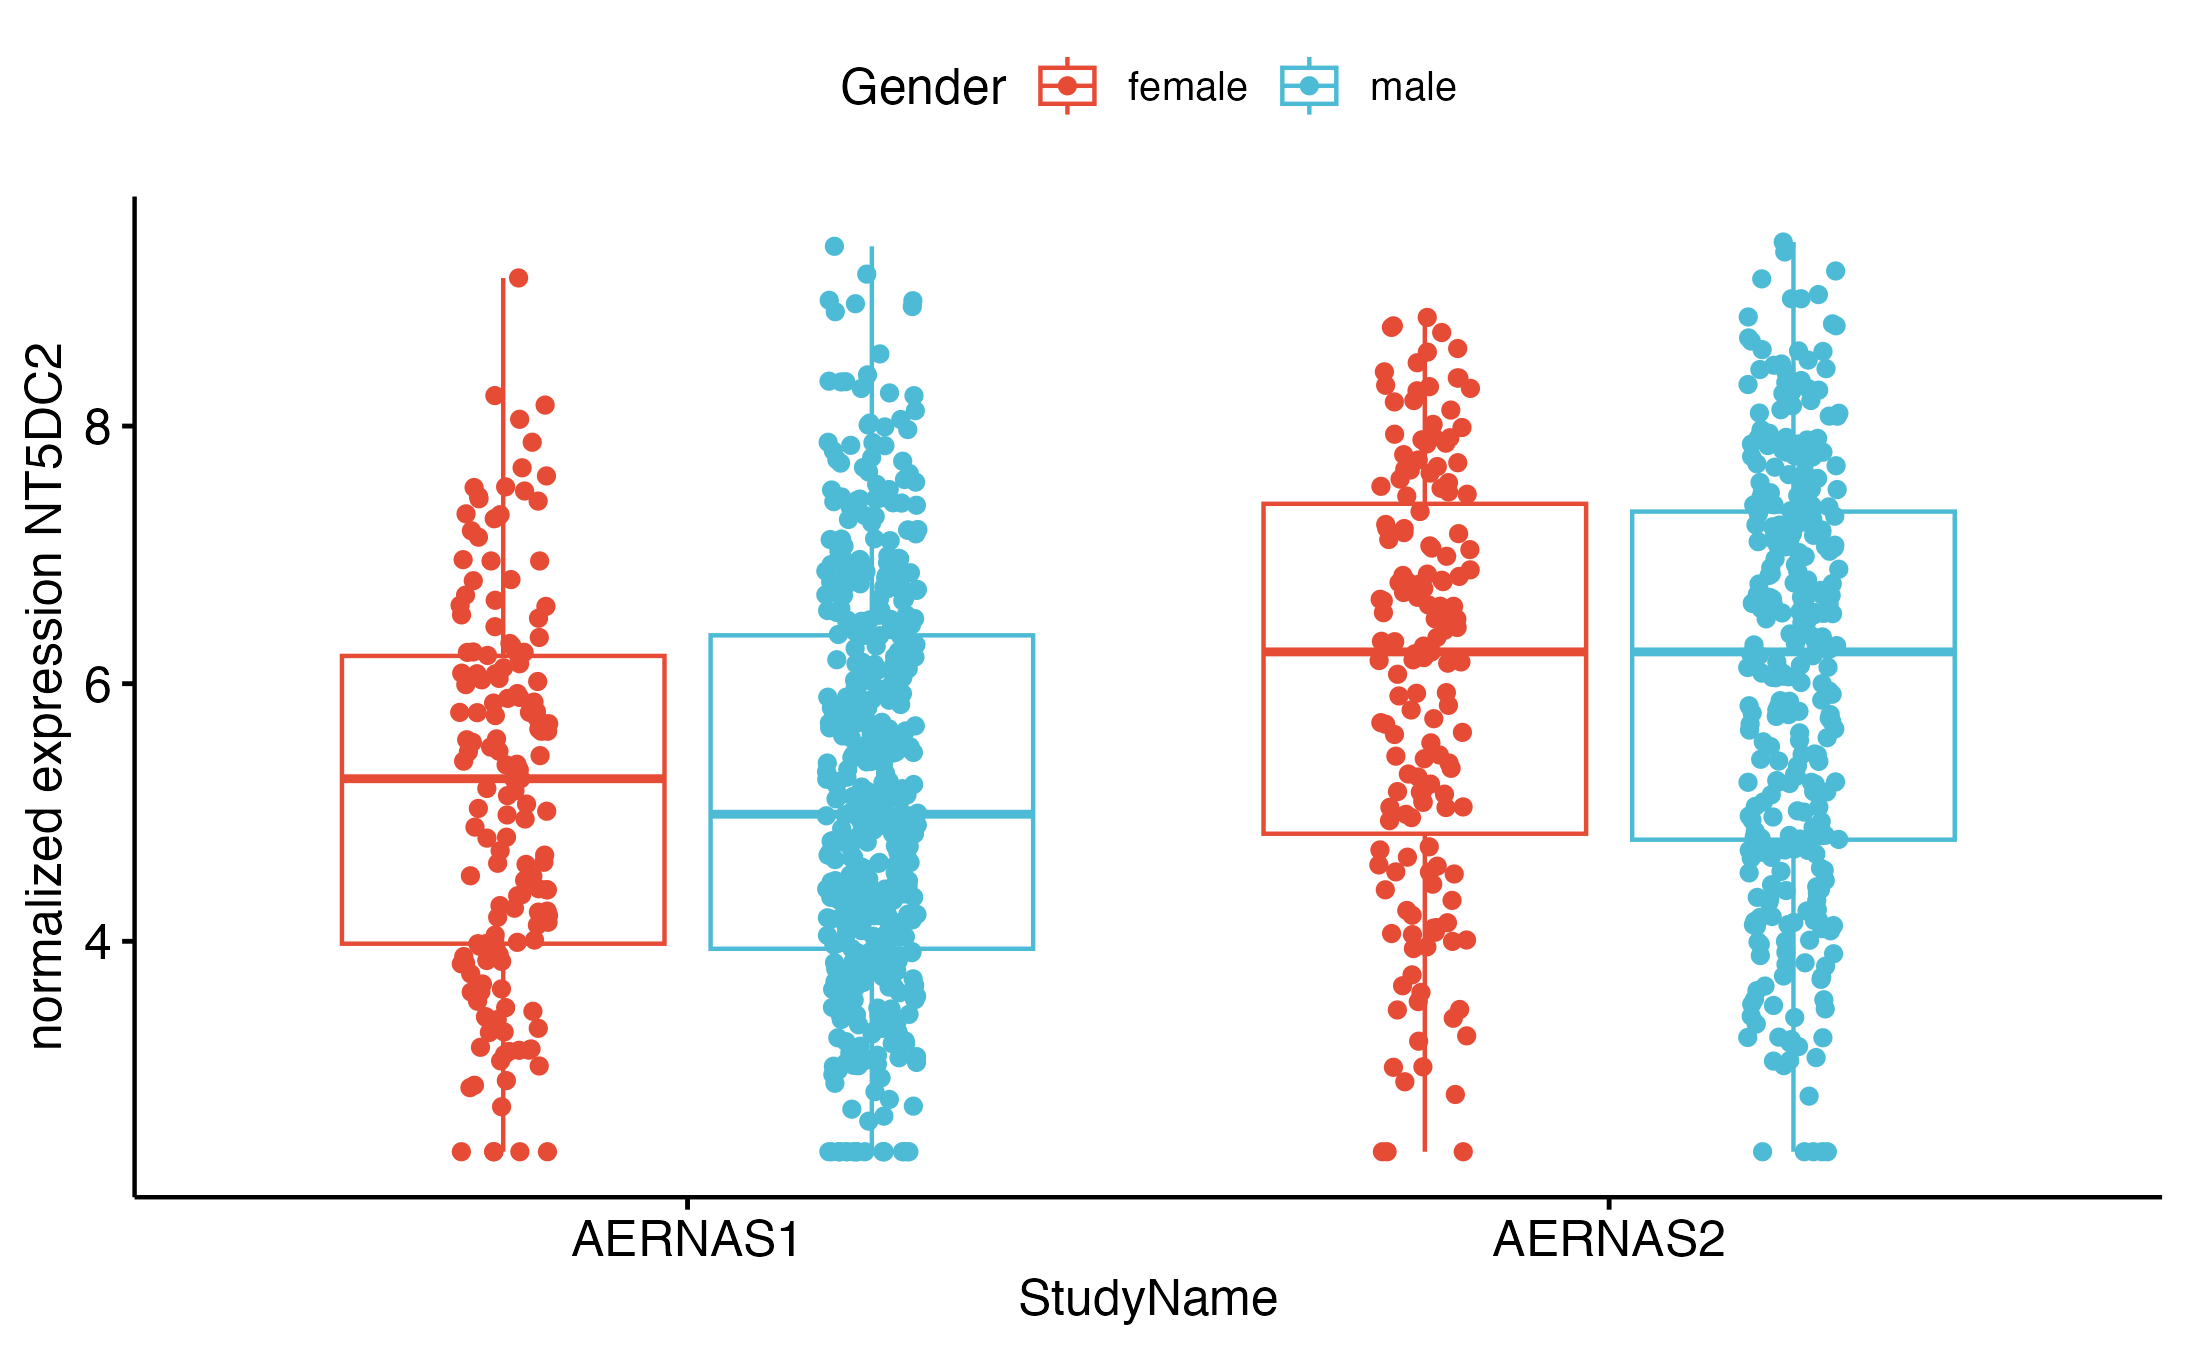 Gender female male
normalized expression NT5DC2
8
6
4
AERNAS1 AERNAS2
StudyName